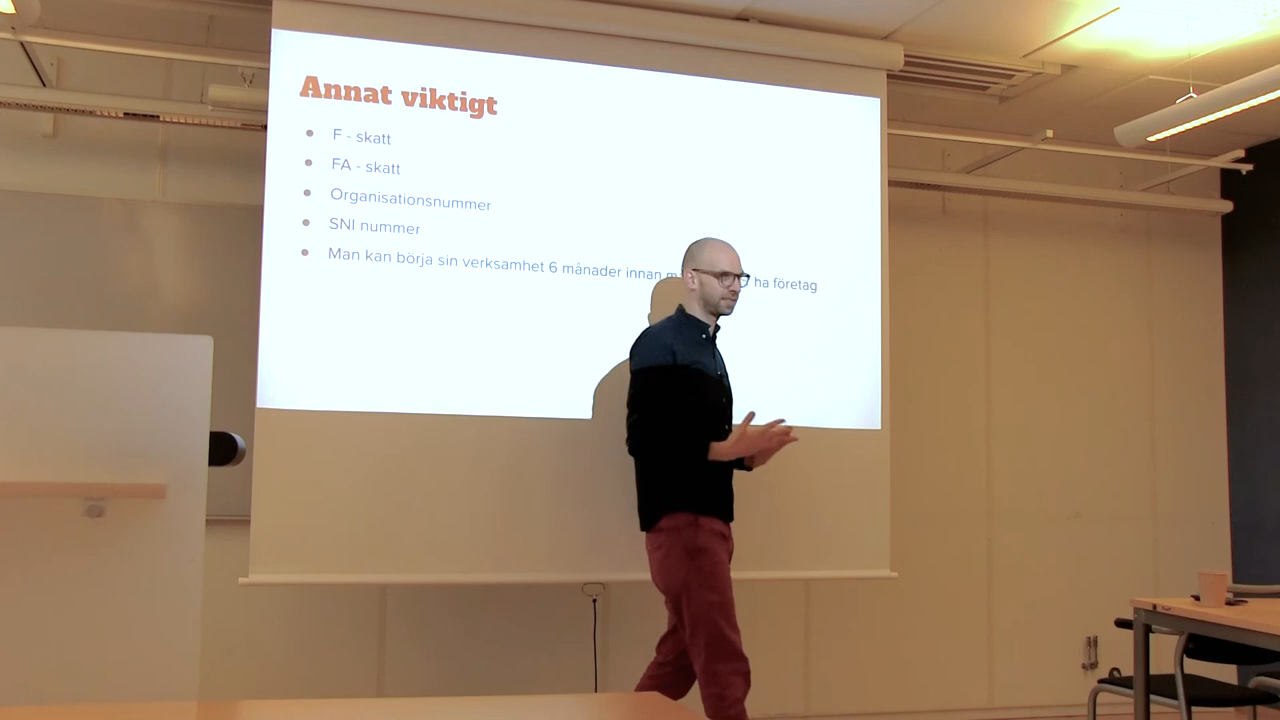 Annat viktigt
F - skatt
FA - skatt
Organisationsnummer
SNI nummer
Man kan börja sin verksamhet 6 månader innan ha företag